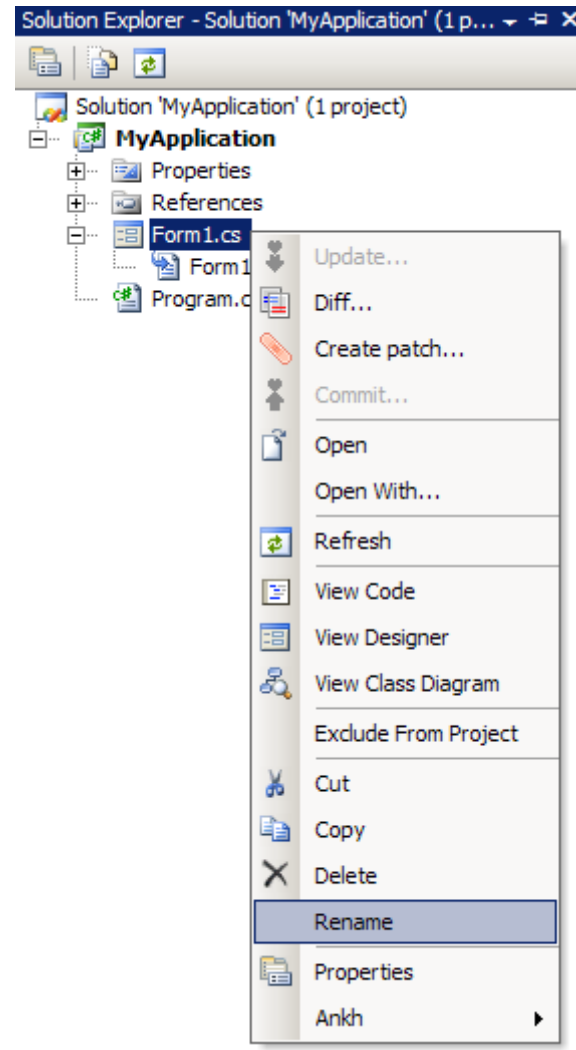 Solution Explorer - Solution 'MyApplication' (1 p...
Solution 'MyApplication' (1 project)
MyApplication
Properties
References
Form1.cs
Form1
Program.c
Update...
Diff...
Create patch...
Commit...
Open
Open With...
Refresh
View Code
View Designer
View Class Diagram
Exclude From Project
Cut
Copy
Delete
Rename
Properties
Ankh